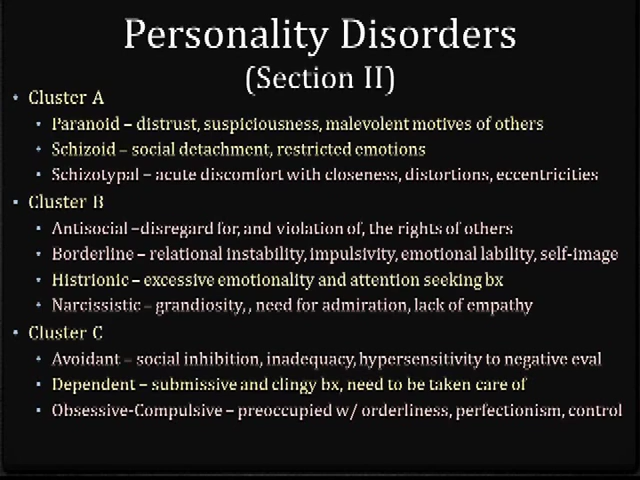 Personality Disorders
(Section II)
• Cluster A
• Paranoid – distrust, suspiciousness, malevolent motives of others
• Schizoid – social detachment, restricted emotions
• Schizotypal – acute discomfort with closeness, distortions, eccentricities
• Cluster B
• Antisocial –disregard for, and violation of, the rights of others
• Borderline – relational instability, impulsivity, emotional lability, self-image
• Histrionic – excessive emotionality and attention seeking bx
• Narcissistic – grandiosity, , need for admiration, lack of empathy
• Cluster C
• Avoidant – social inhibition, inadequacy, hypersensitivity to negative eval
• Dependent – submissive and clingy bx, need to be taken care of
• Obsessive-Compulsive – preoccupied w/ orderliness, perfectionism, control